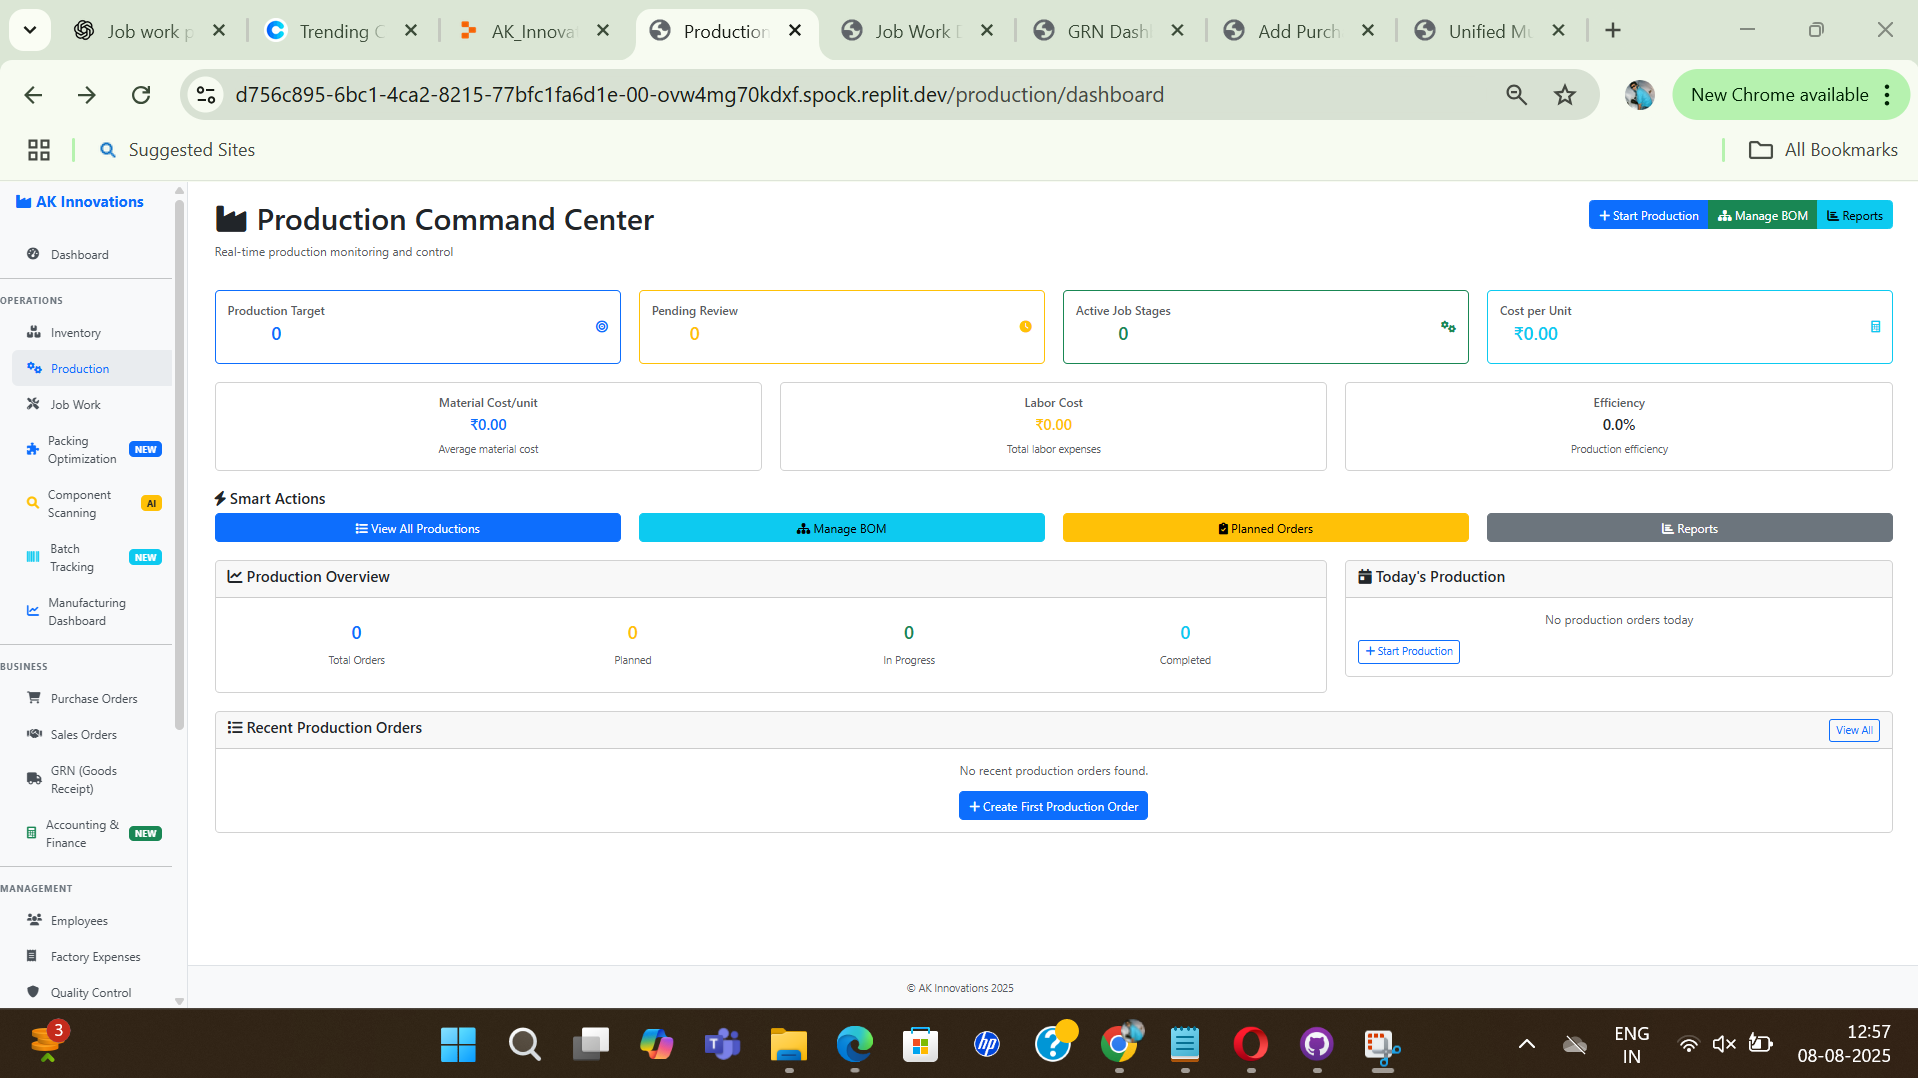 Job work p
Trending C
AK_Innova
Production
Job Work D
GRN Dash
Add Purch
Unified Mu
d756c895-6bc1-4ca2-8215-77bfc1fa6d1e-00-ovw4mg70kdxf.spock.replit.dev/production/dashboard
New Chrome available
Suggested Sites
All Bookmarks
AK Innovations
Dashboard
OPERATIONS
Inventory
Production
Job Work
Packing
Optimization
NEW
Component
Scanning
AI
Batch
Tracking
NEW
Manufacturing
Dashboard
BUSINESS
Purchase Orders
Sales Orders
GRN (Goods
Receipt)
Accounting &
Finance
NEW
MANAGEMENT
Employees
Factory Expenses
Quality Control
Production Command Center
Real-time production monitoring and control
Start Production
Manage BOM
Reports
Production Target
0
Pending Review
0
Active Job Stages
0
Cost per Unit
₹0.00
Material Cost/unit
₹0.00
Average material cost
Labor Cost
₹0.00
Total labor expenses
Efficiency
0.0%
Production efficiency
Smart Actions
View All Productions
Manage BOM
Planned Orders
Reports
Production Overview
0
Total Orders
0
Planned
0
In Progress
0
Completed
Today's Production
No production orders today
Start Production
Recent Production Orders
View All
No recent production orders found.
Create First Production Order
© AK Innovations 2025
3
ENG
IN
12:57
08-08-2025